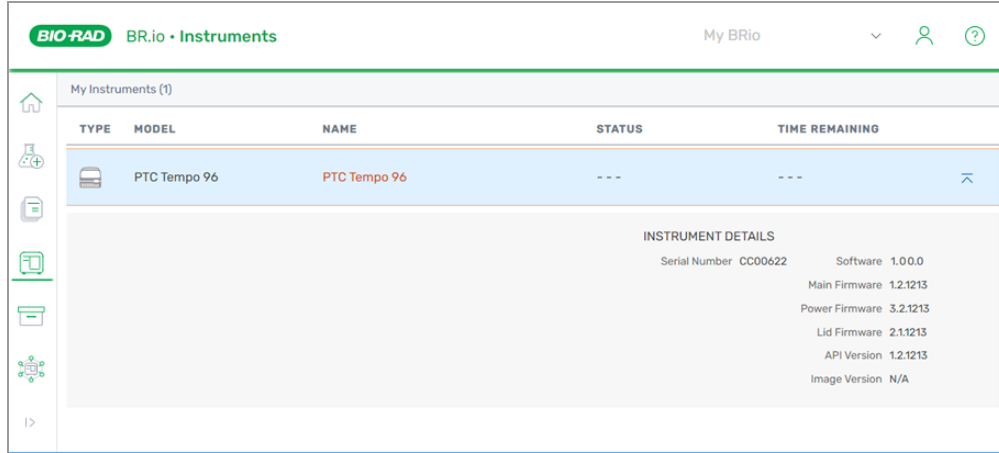 BIO-RAD BR.io • Instruments My BRio ?
My Instruments (1)
TYPE MODEL NAME STATUS TIME REMAINING
PTC Tempo 96 PTC Tempo 96 - - - - - -
INSTRUMENT DETAILS
Serial Number CC00622 Software 1.00.0
Main Firmware 1.2.1213
Power Firmware 3.2.1213
Lid Firmware 2.1.1213
API Version 1.2.1213
Image Version N/A